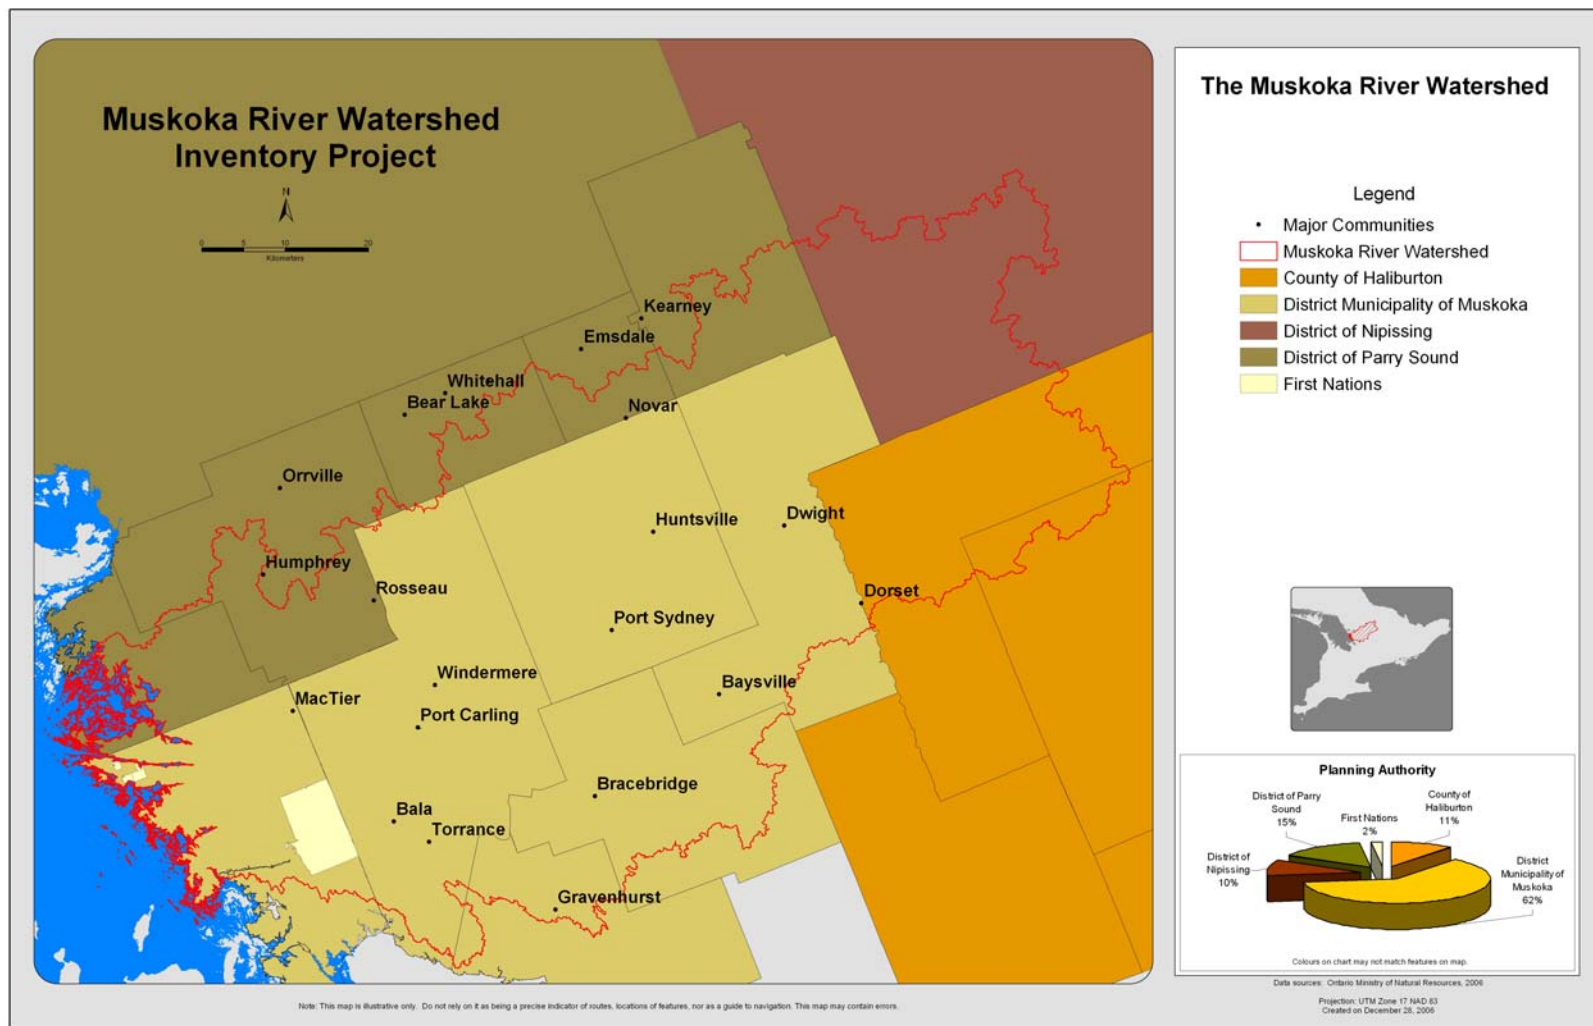 Muskoka River Watershed
Inventory Project
N
0 5 10 20
Kilometers
Kearney
Emsdale
Whitehall
Bear Lake
Novar
Orrville
Huntsville
Dwight
Humphrey
Rosseau
Dorset
Port Sydney
Windermere
Baysville
MacTier
Port Carling
Bracebridge
Bala
Torrance
Gravenhurst
The Muskoka River Watershed
Legend
Major Communities
Muskoka River Watershed
County of Haliburton
District Municipality of Muskoka
District of Nipissing
District of Parry Sound
First Nations
Planning Authority
District of Parry
Sound
15%
First Nations
2%
County of
Haliburton
11%
District of
Nipissing
10%
District
Municipality of
Muskoka
62%
Colours on chart may not match features on map.
Data sources: Ontario Ministry of Natural Resources, 2006
Projection: UTM Zone 17 NAD 83
Created on December 28, 2006
Note: This map is illustrative only. Do not rely on it as being a precise indicator of routes, locations of features, nor as a guide to navigation. This map may contain errors.